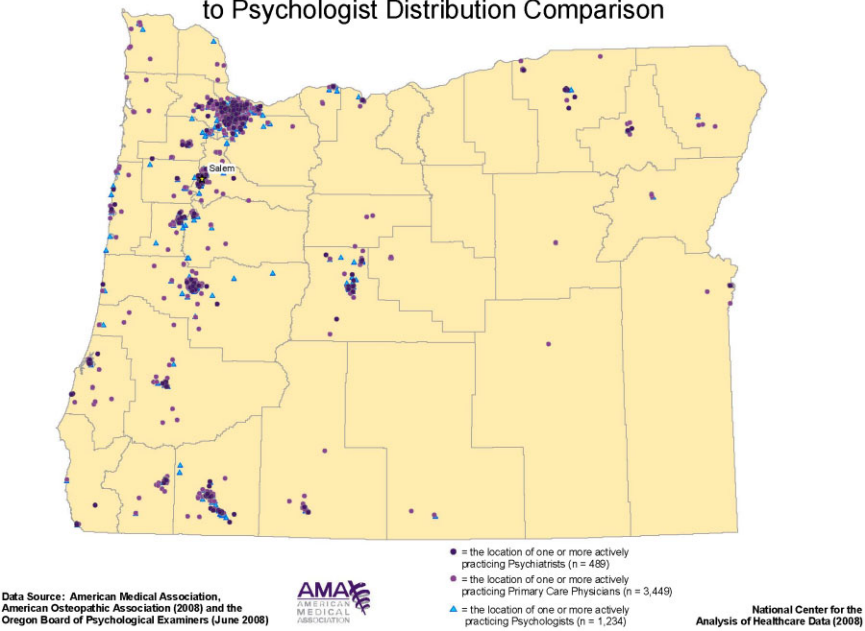 to Psychologist Distribution Comparison
Salem
= the location of one or more actively
practicing Psychiatrists (n = 489)
= the location of one or more actively
practicing Primary Care Physicians (n = 3,449)
= the location of one or more actively
practicing Psychologists (n = 1,234)
Data Source: American Medical Association,
American Osteopathic Association (2008) and the
Oregon Board of Psychological Examiners (June 2008)
AMA
AMERICAN
MEDICAL
ASSOCIATION
National Center for the
Analysis of Healthcare Data (2008)